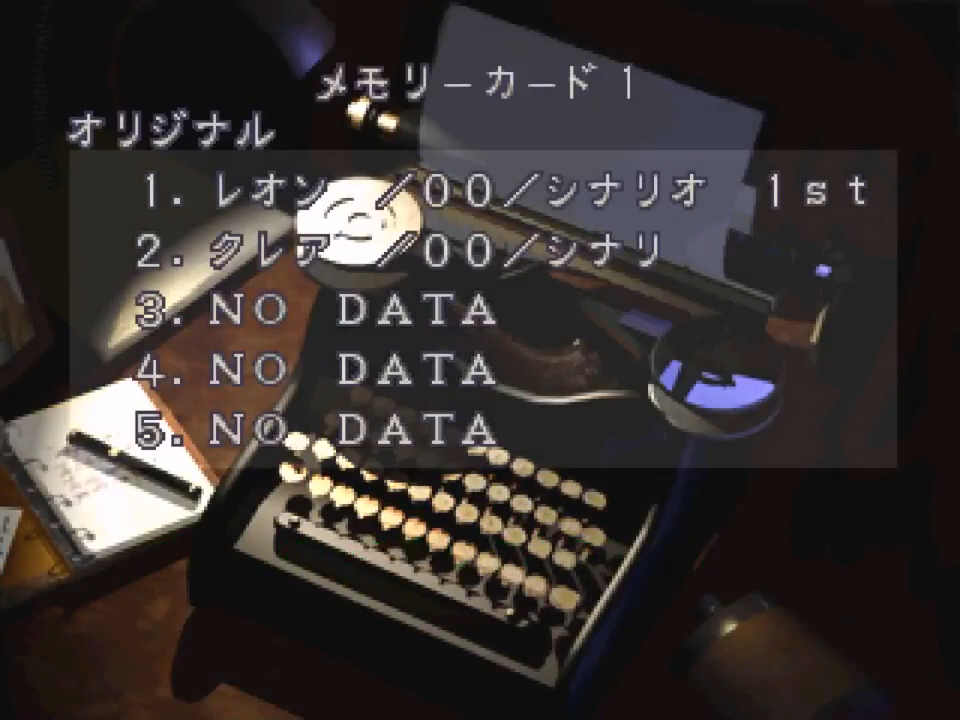 メモリーカード1
オリジナル
1.レオン ／00／シナリオ 1st
2.クレア ／00／シナリ
3.NO DATA
4.NO DATA
5.NO DATA